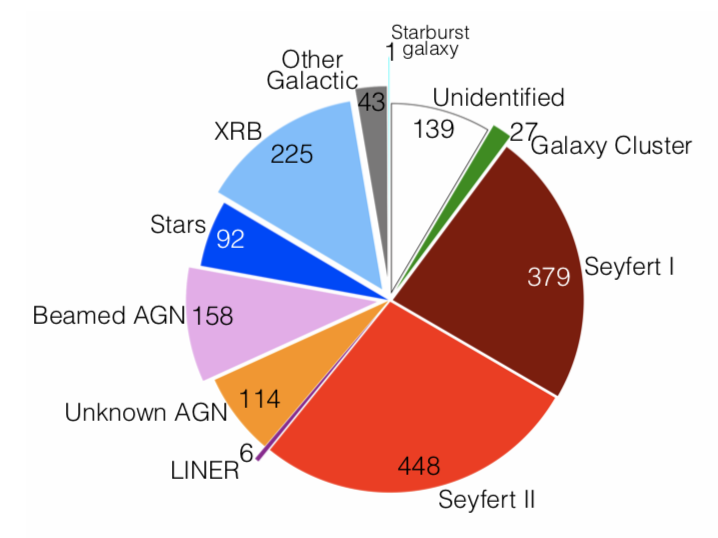 Starburst
1 galaxy
Other
Galactic
43
Unidentified
139
27
Galaxy Cluster
XRB
225
Stars
92
Seyfert I
379
Beamed AGN 158
Unknown AGN
114
6
LINER
448
Seyfert II